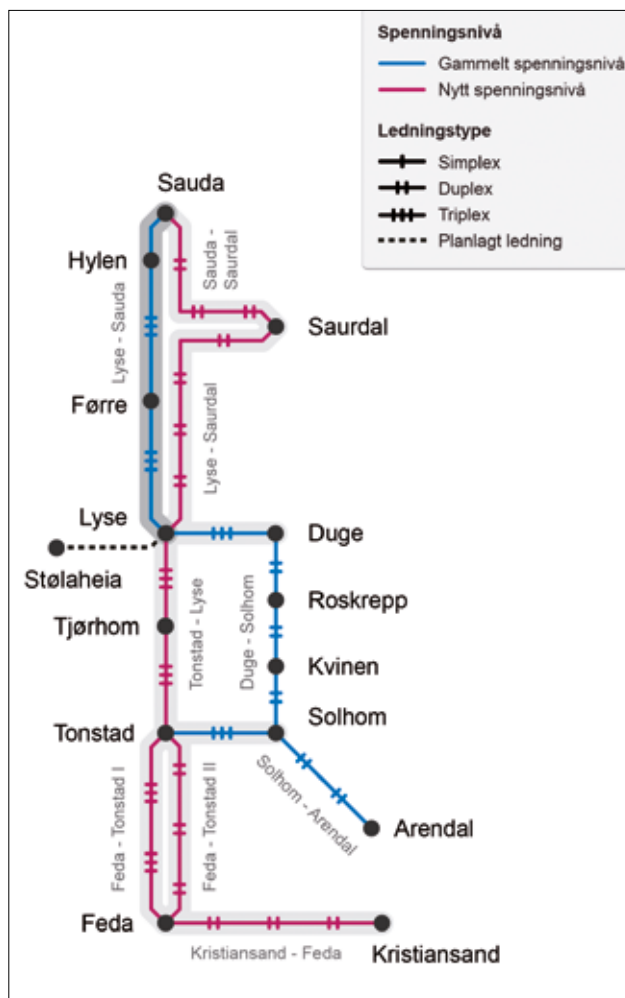 Spenningsnivå
Gammelt spenningsnivå
Nytt spenningsnivå
Ledningstype
Simplex
Duplex
Triplex
Planlagt ledning
Sauda
Hylen
Sauda -
Saurdal
Lyse - Sauda
Saurdal
Førre
Lyse - Saurdal
Lyse
Duge
Stølaheia
Roskrepp
Tjørhom
Tonstad - Lyse
Duge - Solhom
Kvinen
Solhom
Tonstad
Solhom - Arendal
Feda - Tonstad I
Feda - Tonstad II
Arendal
Feda
Kristiansand - Feda
Kristiansand